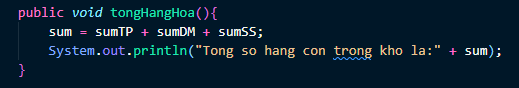 public void tongHangHoa(){
sum = sumTP + sumDM + sumSS;
System.out.println("Tong so hang con trong kho la:" + sum);
}